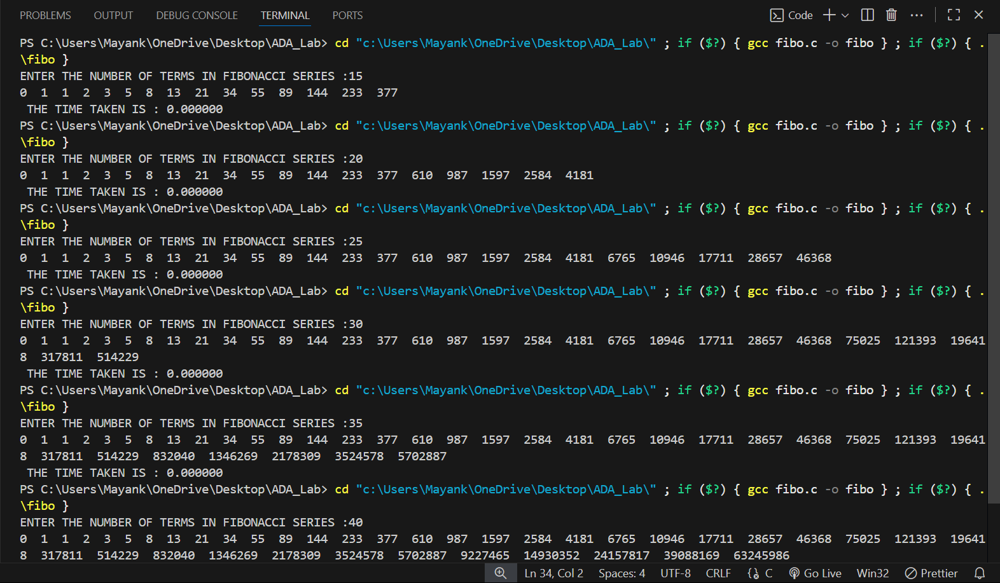 PROBLEMS OUTPUT DEBUG CONSOLE TERMINAL PORTS Code
PS C:\Users\Mayank\OneDrive\Desktop\ADA_Lab> cd "c:\Users\Mayank\OneDrive\Desktop\ADA_Lab\" ; if ($?) { gcc fibo.c -o fibo } ; if ($?) { .
\fibo }
ENTER THE NUMBER OF TERMS IN FIBONACCI SERIES :15
0 1 1 2 3 5 8 13 21 34 55 89 144 233 377
THE TIME TAKEN IS : 0.000000
PS C:\Users\Mayank\OneDrive\Desktop\ADA_Lab> cd "c:\Users\Mayank\OneDrive\Desktop\ADA_Lab\" ; if ($?) { gcc fibo.c -o fibo } ; if ($?) { .
\fibo }
ENTER THE NUMBER OF TERMS IN FIBONACCI SERIES :20
0 1 1 2 3 5 8 13 21 34 55 89 144 233 377 610 987 1597 2584 4181
THE TIME TAKEN IS : 0.000000
PS C:\Users\Mayank\OneDrive\Desktop\ADA_Lab> cd "c:\Users\Mayank\OneDrive\Desktop\ADA_Lab\" ; if ($?) { gcc fibo.c -o fibo } ; if ($?) { .
\fibo }
ENTER THE NUMBER OF TERMS IN FIBONACCI SERIES :25
0 1 1 2 3 5 8 13 21 34 55 89 144 233 377 610 987 1597 2584 4181 6765 10946 17711 28657 46368
THE TIME TAKEN IS : 0.000000
PS C:\Users\Mayank\OneDrive\Desktop\ADA_Lab> cd "c:\Users\Mayank\OneDrive\Desktop\ADA_Lab\" ; if ($?) { gcc fibo.c -o fibo } ; if ($?) { .
\fibo }
ENTER THE NUMBER OF TERMS IN FIBONACCI SERIES :30
0 1 1 2 3 5 8 13 21 34 55 89 144 233 377 610 987 1597 2584 4181 6765 10946 17711 28657 46368 75025 121393 19641
8 317811 514229
THE TIME TAKEN IS : 0.000000
PS C:\Users\Mayank\OneDrive\Desktop\ADA_Lab> cd "c:\Users\Mayank\OneDrive\Desktop\ADA_Lab\" ; if ($?) { gcc fibo.c -o fibo } ; if ($?) { .
\fibo }
ENTER THE NUMBER OF TERMS IN FIBONACCI SERIES :35
0 1 1 2 3 5 8 13 21 34 55 89 144 233 377 610 987 1597 2584 4181 6765 10946 17711 28657 46368 75025 121393 19641
8 317811 514229 832040 1346269 2178309 3524578 5702887
THE TIME TAKEN IS : 0.000000
PS C:\Users\Mayank\OneDrive\Desktop\ADA_Lab> cd "c:\Users\Mayank\OneDrive\Desktop\ADA_Lab\" ; if ($?) { gcc fibo.c -o fibo } ; if ($?) { .
\fibo }
ENTER THE NUMBER OF TERMS IN FIBONACCI SERIES :40
0 1 1 2 3 5 8 13 21 34 55 89 144 233 377 610 987 1597 2584 4181 6765 10946 17711 28657 46368 75025 121393 19641
8 317811 514229 832040 1346269 2178309 3524578 5702887 9227465 14930352 24157817 39088169 63245986
Ln 34, Col 2 Spaces: 4 UTF-8 CRLF C Go Live Win32 Prettier